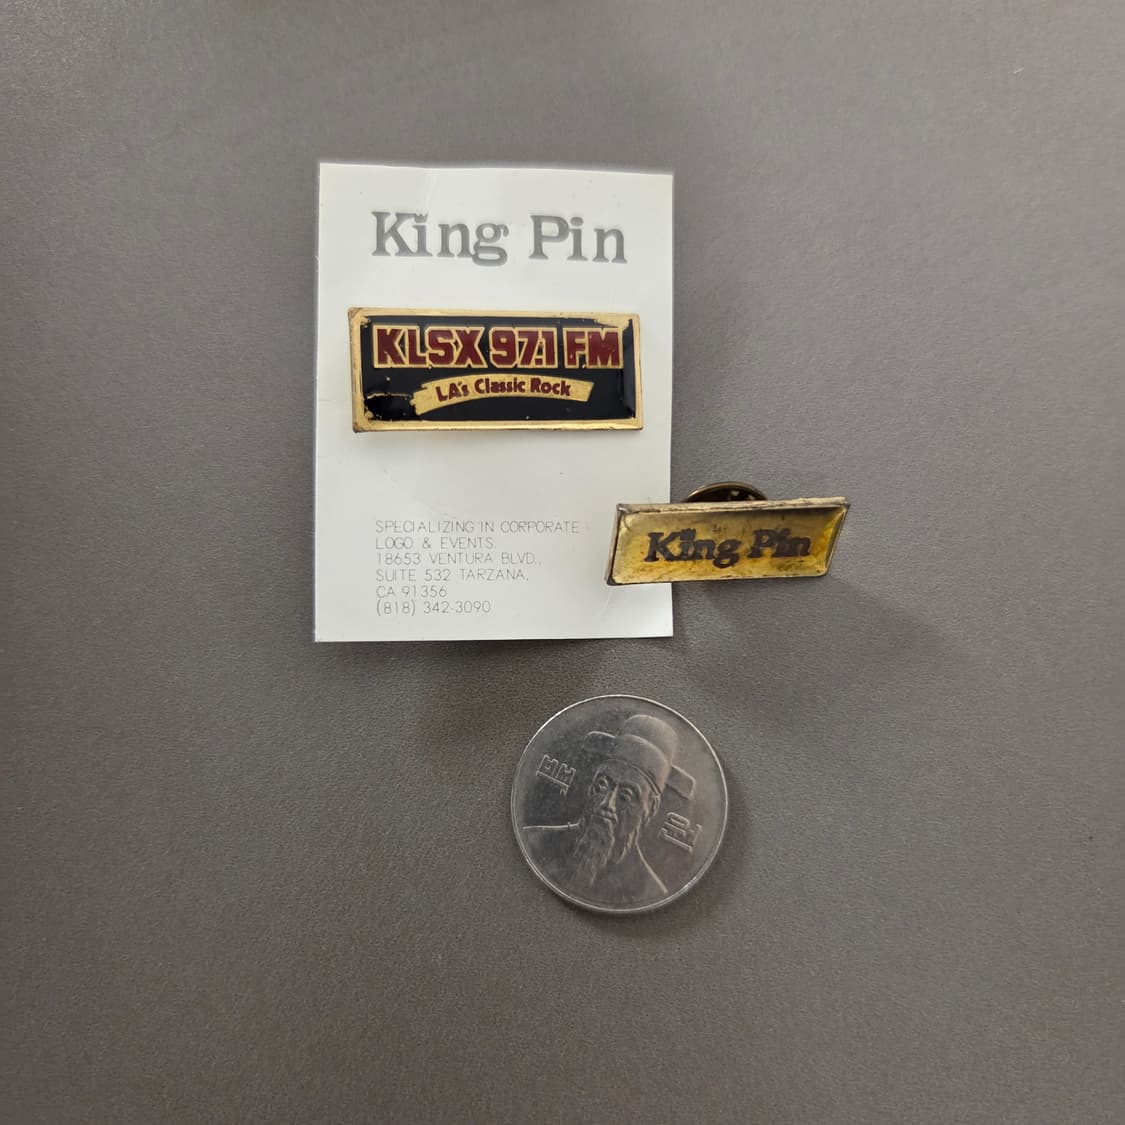 King Pin
KLSX 97.1 FM
LA's Classic Rock
SPECIALIZING IN CORPORATE
LOGO & EVENTS.
18653 VENTURA BLVD.,
SUITE 532 TARZANA,
CA 91356
(818) 342-3090
King Pin
백 원